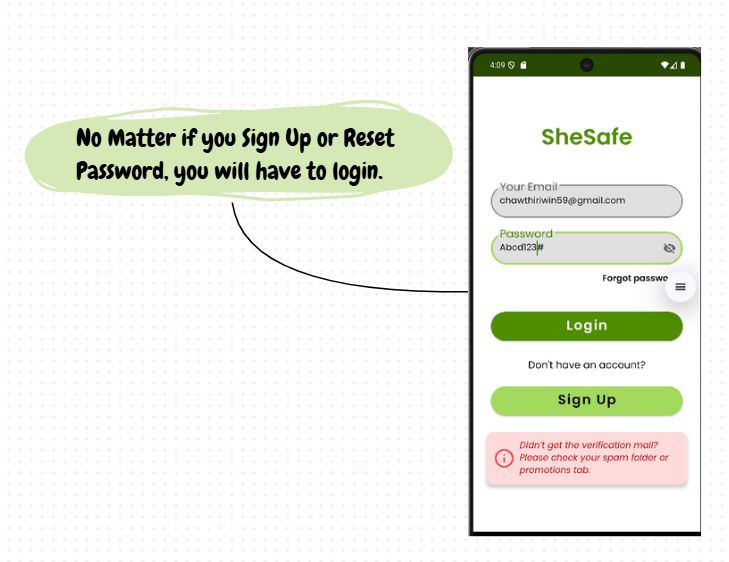 No Matter if you Sign Up or Reset
Password, you will have to login.
4:09
SheSafe
Your Email
chawthiriwin59@gmail.com
Password
Abcd123#
Forgot passwo
Login
Don't have an account?
Sign Up
Didn't get the verification mail?
Please check your spam folder or
promotions tab.